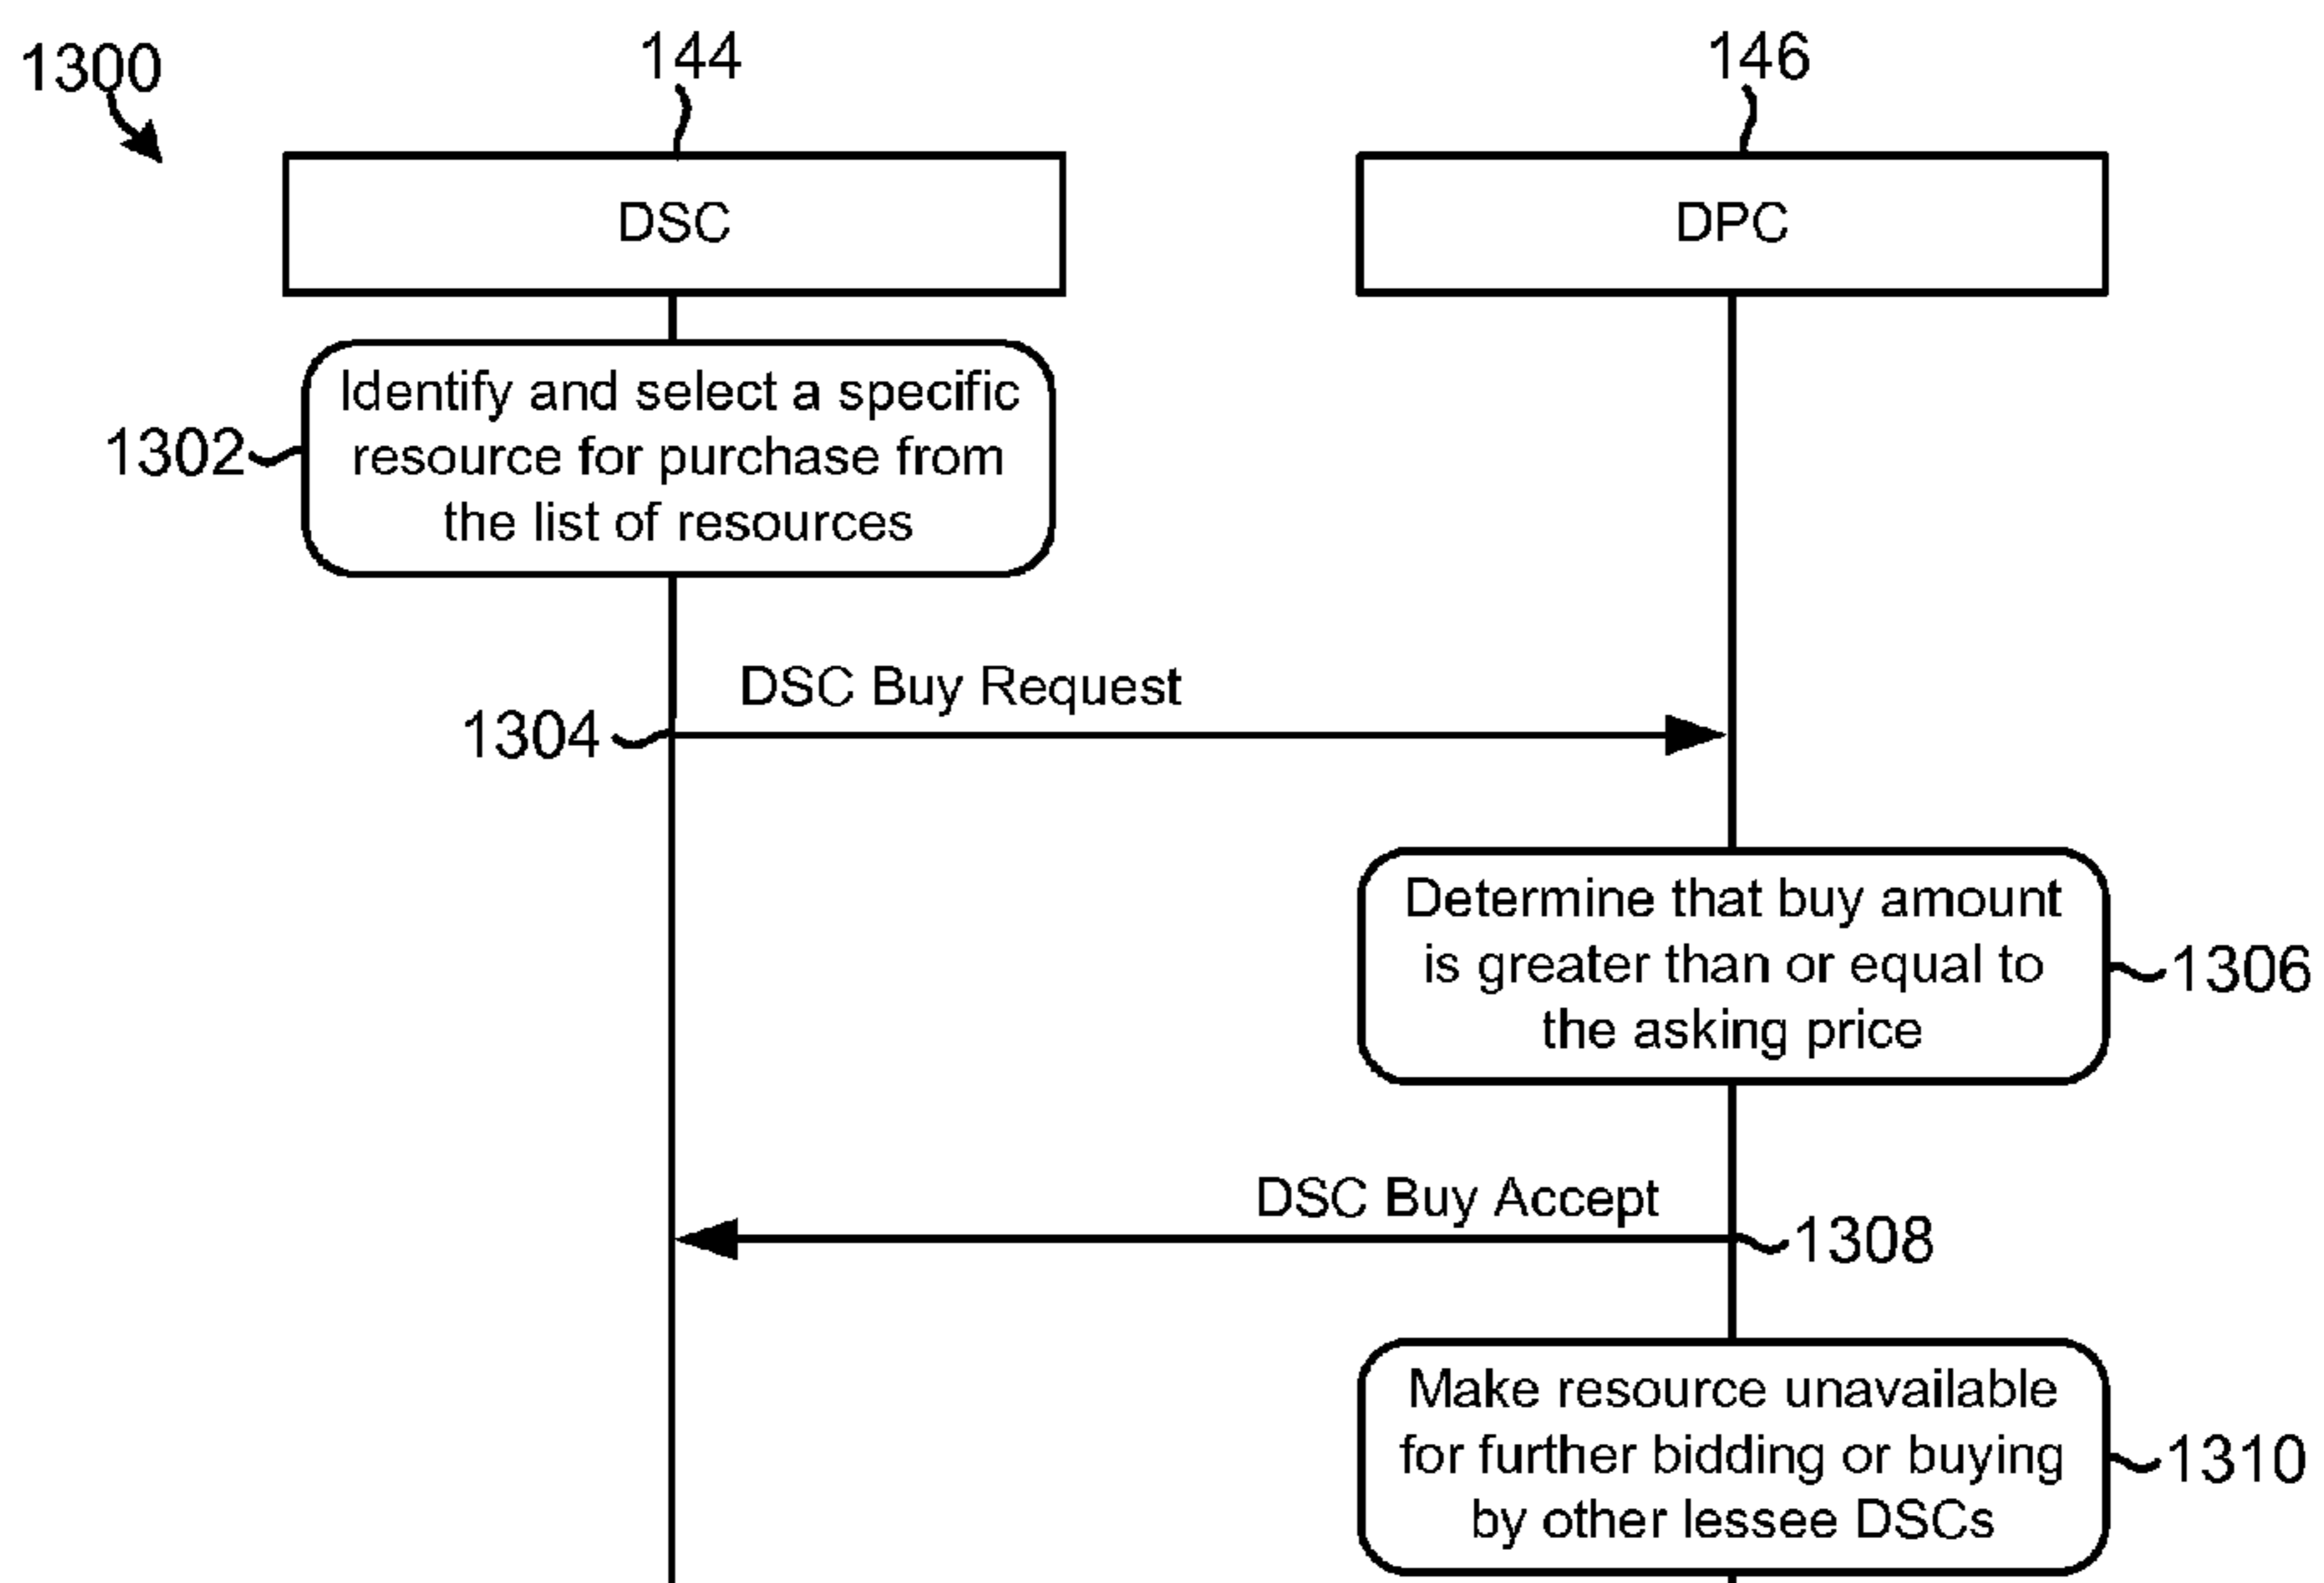 1300
144
146
DSC
DPC
1302
Identify and select a specific
resource for purchase from
the list of resources
DSC Buy Request
1304
Determine that buy amount
is greater than or equal to
the asking price
1306
DSC Buy Accept
1308
Make resource unavailable
for further bidding or buying
by other lessee DSCs
1310